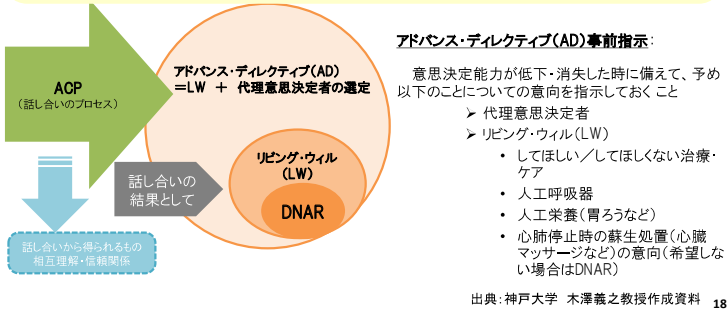 ACP
（話し合いのプロセス）
アドバンス・ディレクティブ（AD）
＝LW ＋ 代理意思決定者の選定
リビング・ウィル
（LW）
DNAR
話し合いの
結果として
話し合いから得られるもの
相互理解・信頼関係
アドバンス・ディレクティブ（AD）事前指示：
意思決定能力が低下・消失した時に備えて、予め
以下のことについての意向を指示しておくこと
➢ 代理意思決定者
➢ リビング・ウィル（LW）
• してほしい／してほしくない治療・
ケア
• 人工呼吸器
• 人工栄養（胃ろうなど）
• 心肺停止時の蘇生処置（心臓
マッサージなど）の意向（希望しな
い場合はDNAR）
出典：神戸大学 木澤義之教授作成資料
18